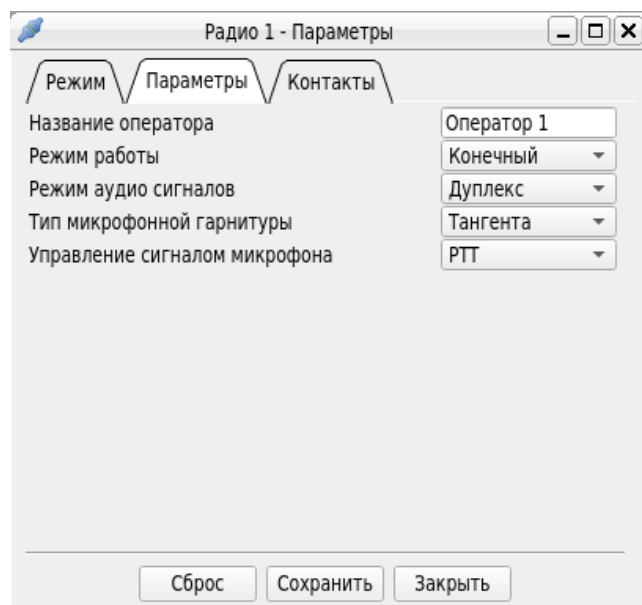 Радио 1 - Параметры
Режим Параметры Контакты
Название оператора Оператор 1
Режим работы Конечный
Режим аудио сигналов Дуплекс
Тип микрофонной гарнитуры Тангента
Управление сигналом микрофона РТТ
Сброс Сохранить Закрыть